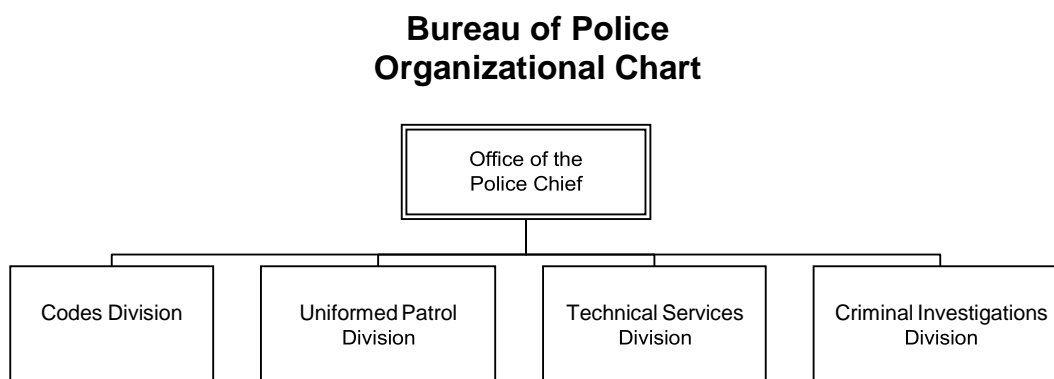 Bureau of Police
Organizational Chart
Office of the
Police Chief
Codes Division
Uniformed Patrol
Division
Technical Services
Division
Criminal Investigations
Division